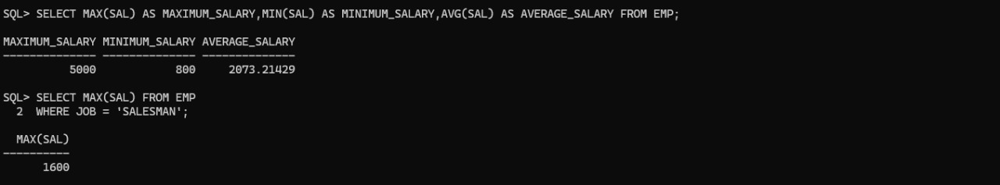 SQL> SELECT MAX(SAL) AS MAXIMUM_SALARY,MIN(SAL) AS MINIMUM_SALARY,AVG(SAL) AS AVERAGE_SALARY FROM EMP;
MAXIMUM_SALARY MINIMUM_SALARY AVERAGE_SALARY
-------------- -------------- --------------
          5000            800     2073.21429
SQL> SELECT MAX(SAL) FROM EMP
  2  WHERE JOB = 'SALESMAN';
  MAX(SAL)
----------
      1600